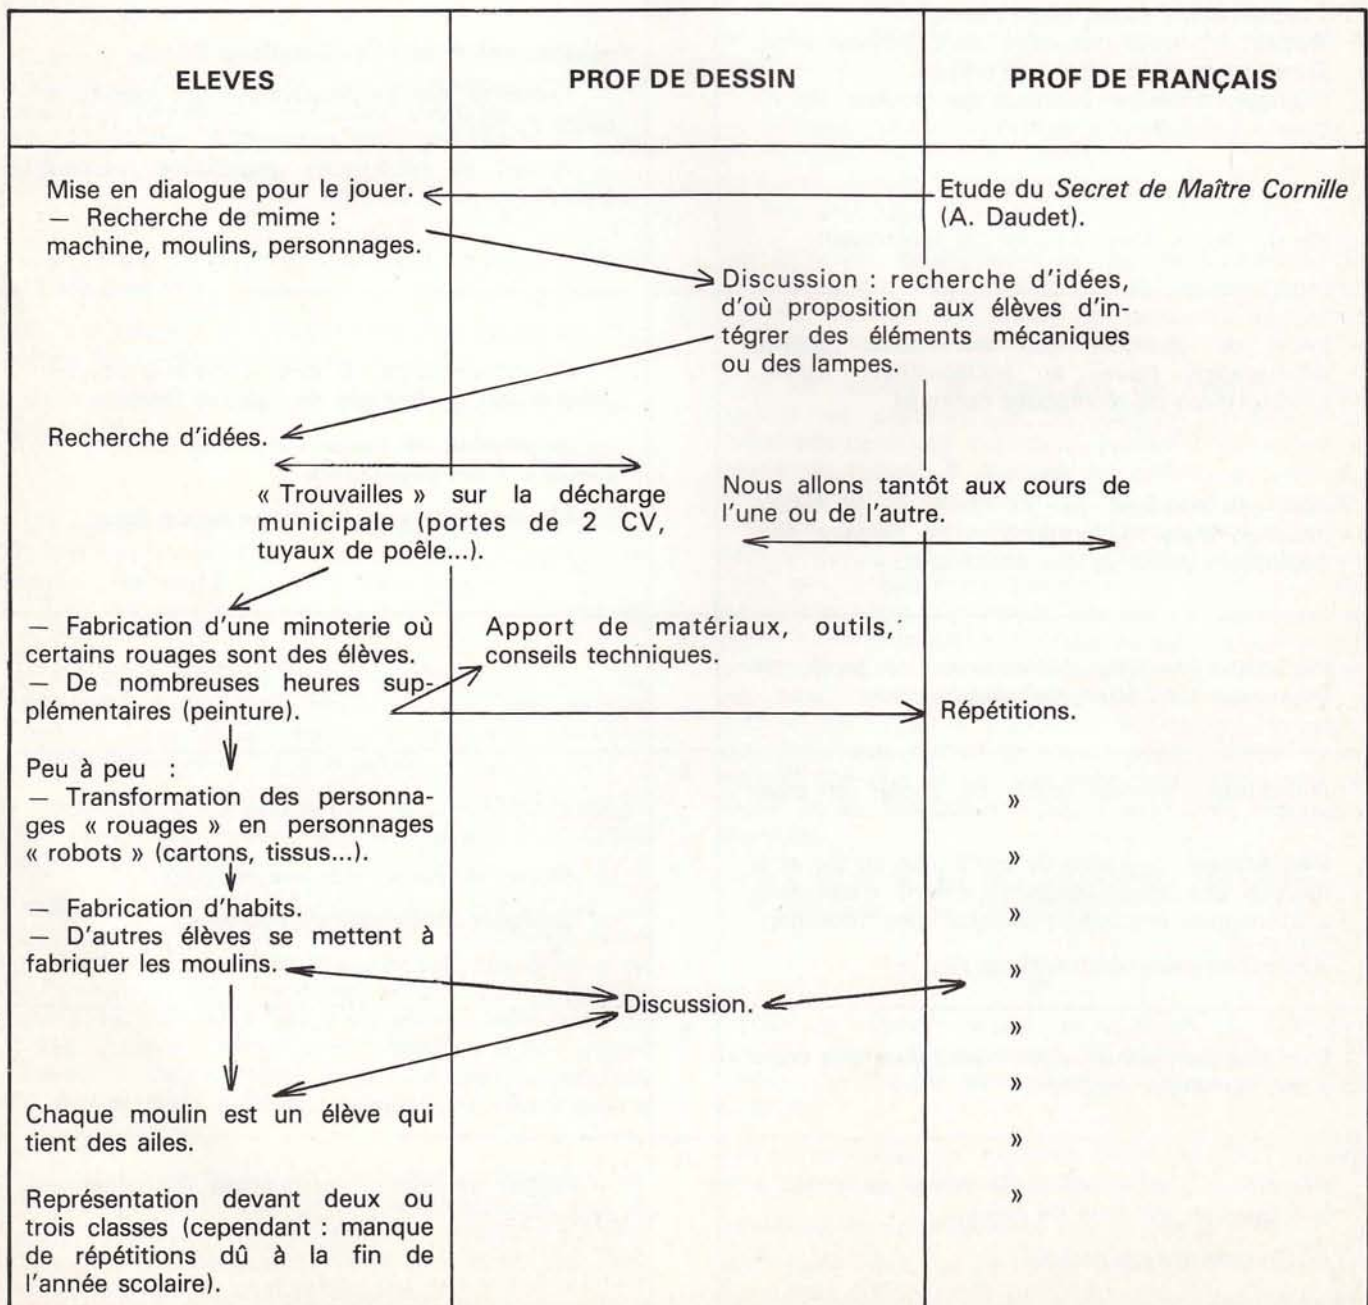 ELEVES
PROF DE DESSIN
PROF DE FRANÇAIS
Mise en dialogue pour le jouer.
— Recherche de mime :
machine, moulins, personnages.
Etude du Secret de Maître Cornille
(A. Daudet).
Discussion : recherche d'idées,
d'où proposition aux élèves d'in-
tégrer des éléments mécaniques
ou des lampes.
Recherche d'idées.
« Trouvailles » sur la décharge
municipale (portes de 2 CV,
tuyaux de poêle...).
Nous allons tantôt aux cours de
l'une ou de l'autre.
— Fabrication d'une minoterie où
certains rouages sont des élèves.
— De nombreuses heures sup-
plémentaires (peinture).
Apport de matériaux, outils,
conseils techniques.
Répétitions.
Peu à peu :
— Transformation des personna-
ges « rouages » en personnages
« robots » (cartons, tissus...).
»
»
— Fabrication d'habits.
— D'autres élèves se mettent à
fabriquer les moulins.
»
»
Discussion.
»
»
Chaque moulin est un élève qui
tient des ailes.
»
Représentation devant deux ou
trois classes (cependant : manque
de répétitions dû à la fin de
l'année scolaire).
»